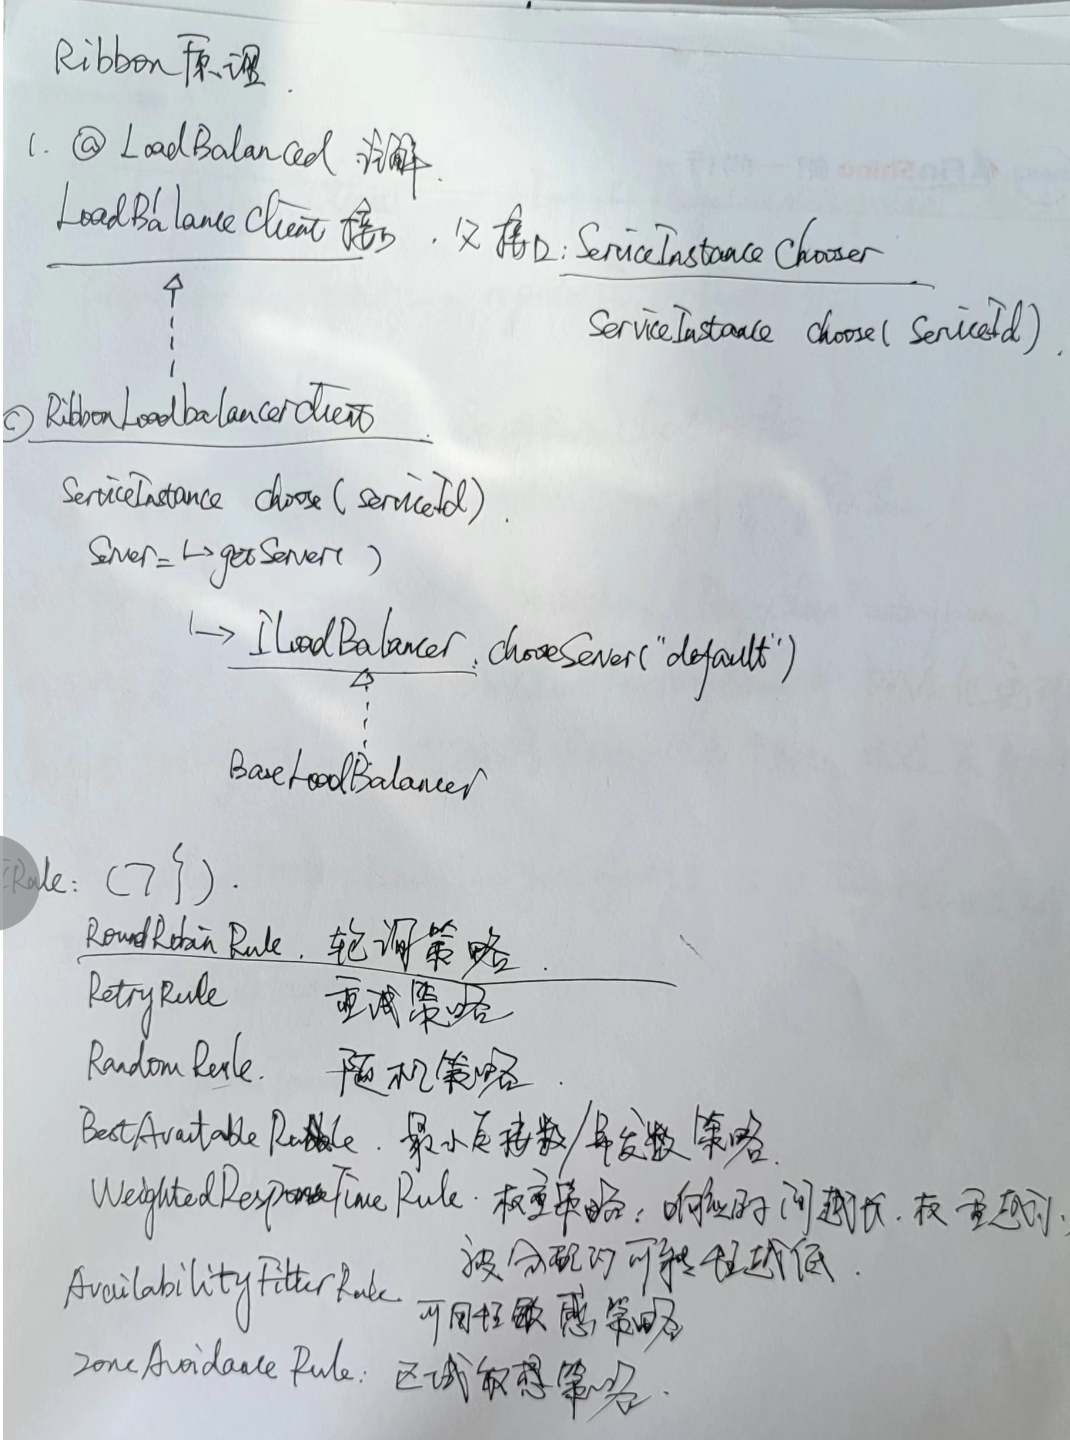 Ribbon原理.
1. @LoadBalanced 注解.
LoadBalanceClient 接口. 父接口: ServiceInstanceChooser
ServiceInstance choose(ServiceId).
C RibbonLoadbalancerClient
ServiceInstance choose(serviceId).
Server=↳getServer( )
↳ ILoadBalancer.chooseServer("default")
BaseLoadBalancer
IRule: (7个).
RoundRobinRule. 轮询策略.
RetryRule 重试策略
RandomRule. 随机策略.
BestAvailableRule. 最小连接数/并发数策略.
WeightedResponseTimeRule. 权重策略: 响应时间越长. 权重越小,
被分配的可能性越低.
AvailabilityFilterRule. 可用性敏感策略
ZoneAvoidanceRule: 区域敏感策略.